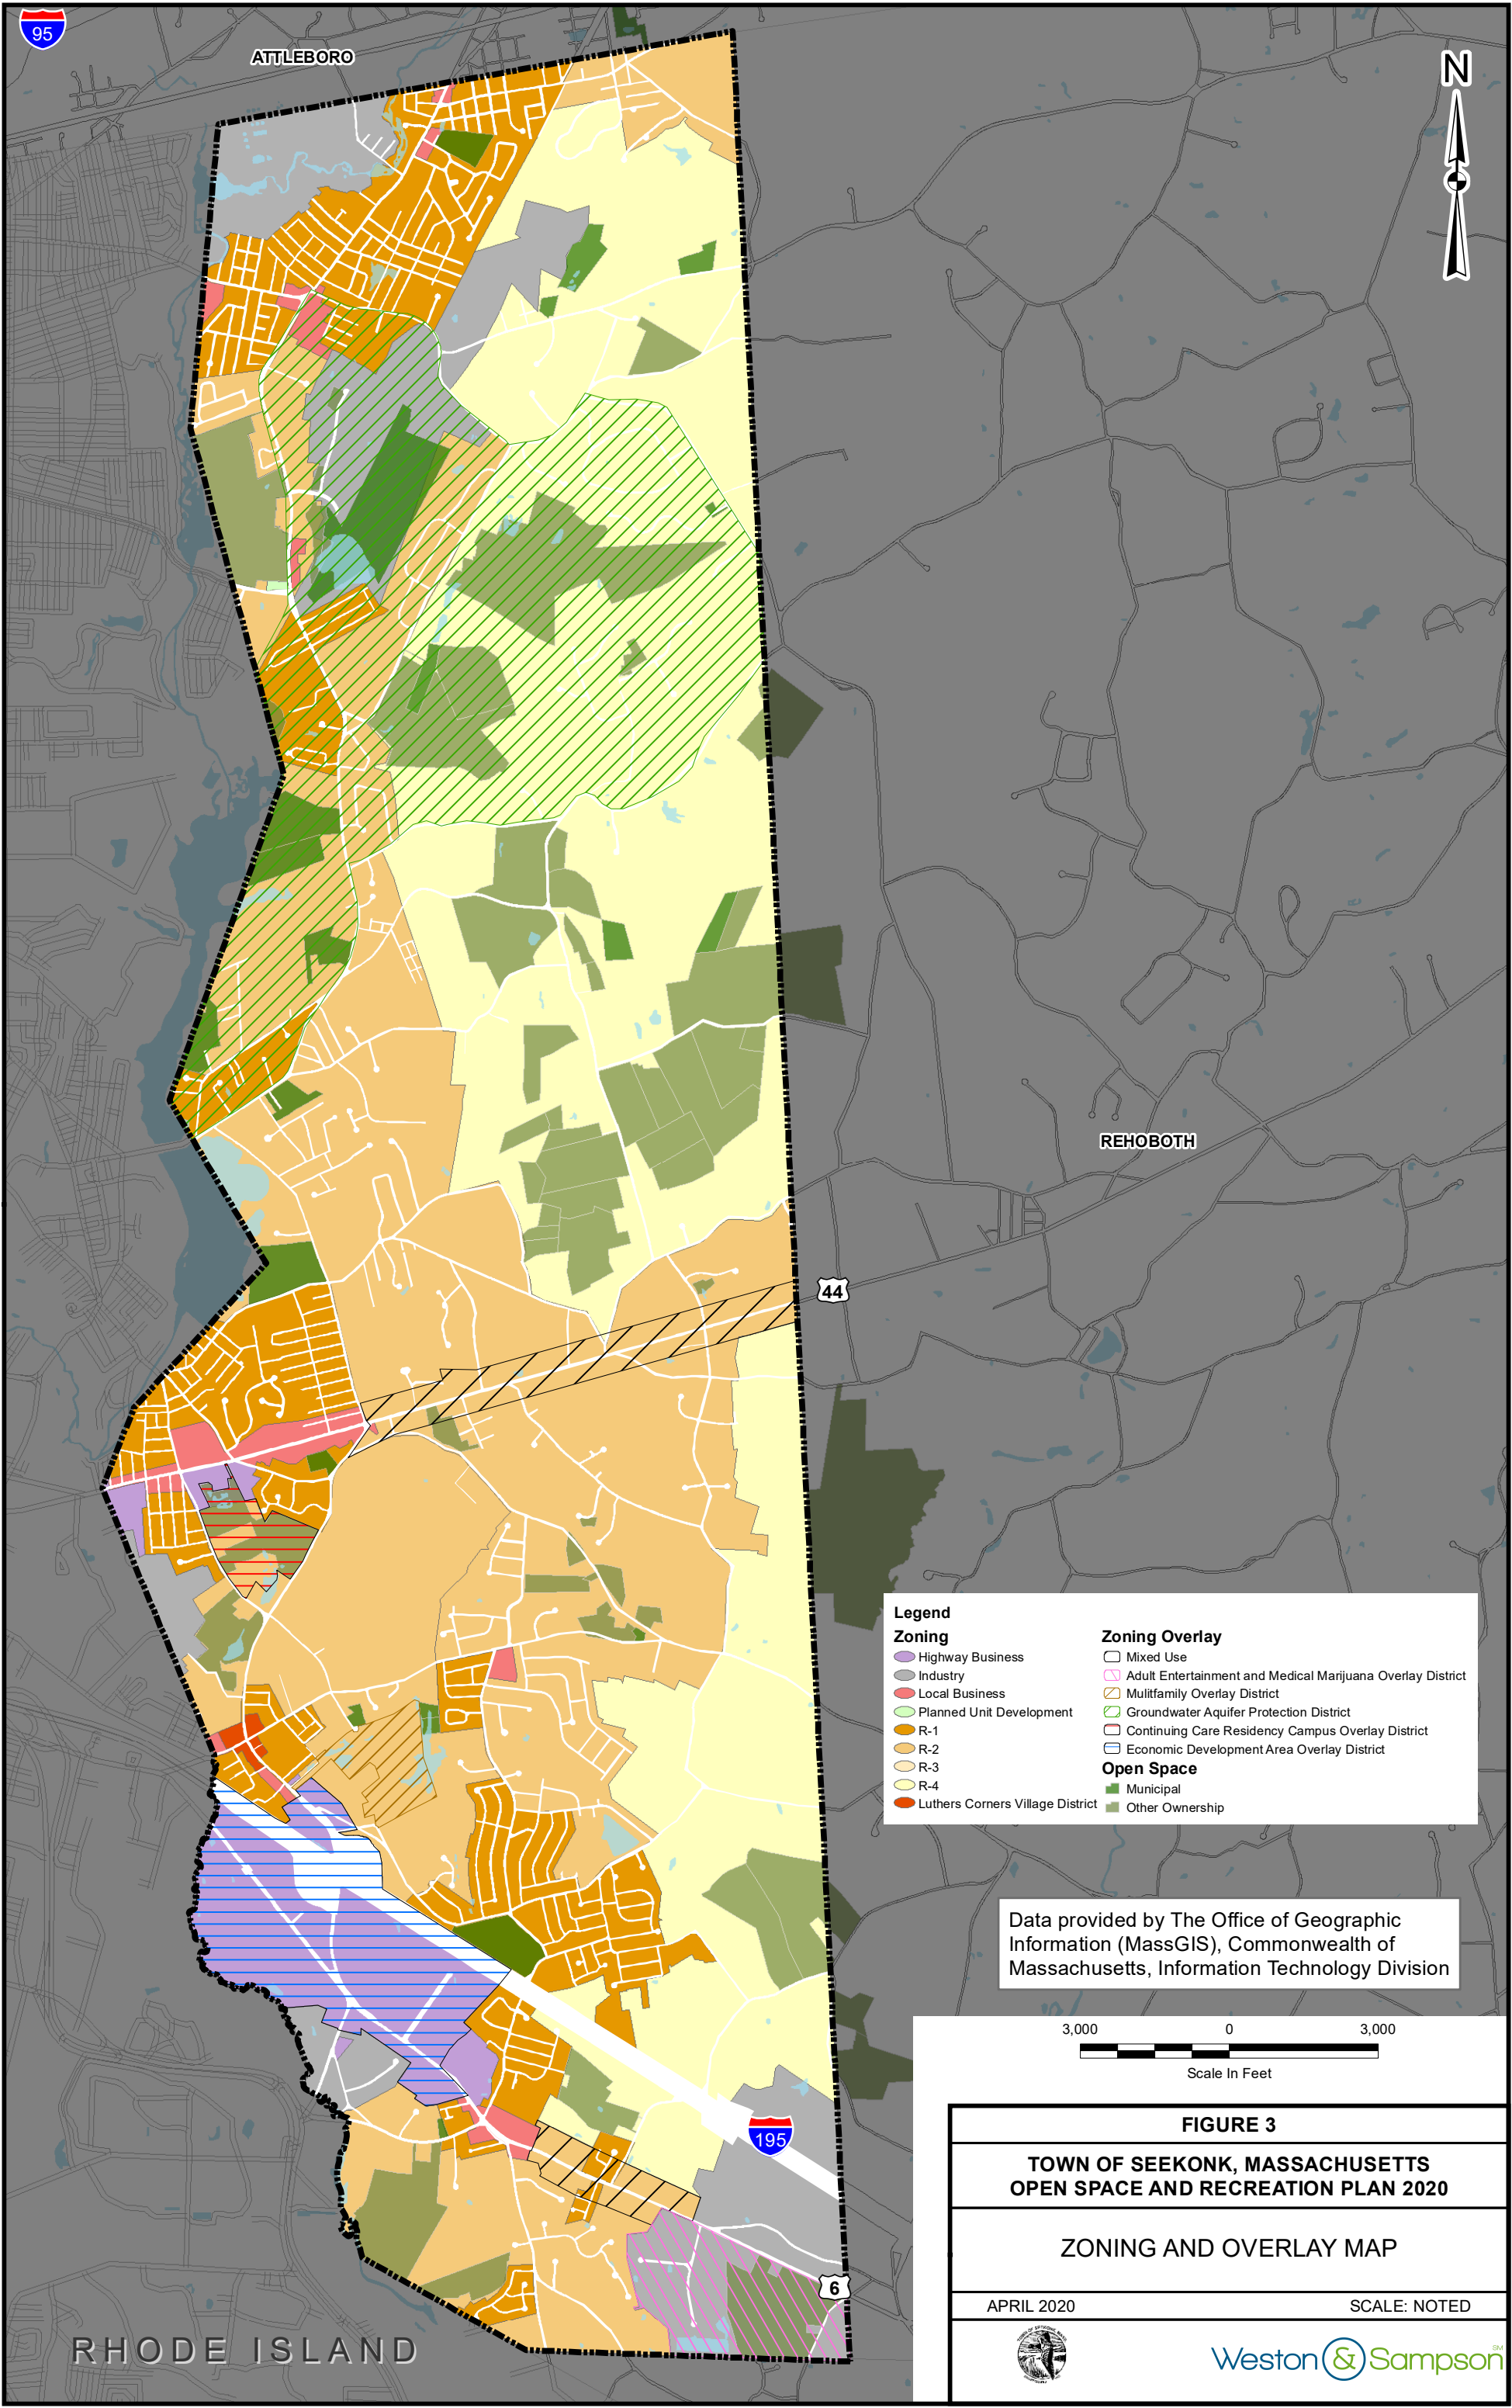 95
ATTLEBORO
N
REHOBOTH
44
Legend
Zoning
Highway Business
Industry
Local Business
Planned Unit Development
R-1
R-2
R-3
R-4
Luthers Corners Village District
Zoning Overlay
Mixed Use
Adult Entertainment and Medical Marijuana Overlay District
Mulitfamily Overlay District
Groundwater Aquifer Protection District
Continuing Care Residency Campus Overlay District
Economic Development Area Overlay District
Open Space
Municipal
Other Ownership
Data provided by The Office of Geographic
Information (MassGIS), Commonwealth of
Massachusetts, Information Technology Division
3,000 0 3,000
Scale In Feet
195
6
RHODE ISLAND
FIGURE 3
TOWN OF SEEKONK, MASSACHUSETTS
OPEN SPACE AND RECREATION PLAN 2020
ZONING AND OVERLAY MAP
APRIL 2020 SCALE: NOTED
Weston & Sampson SM